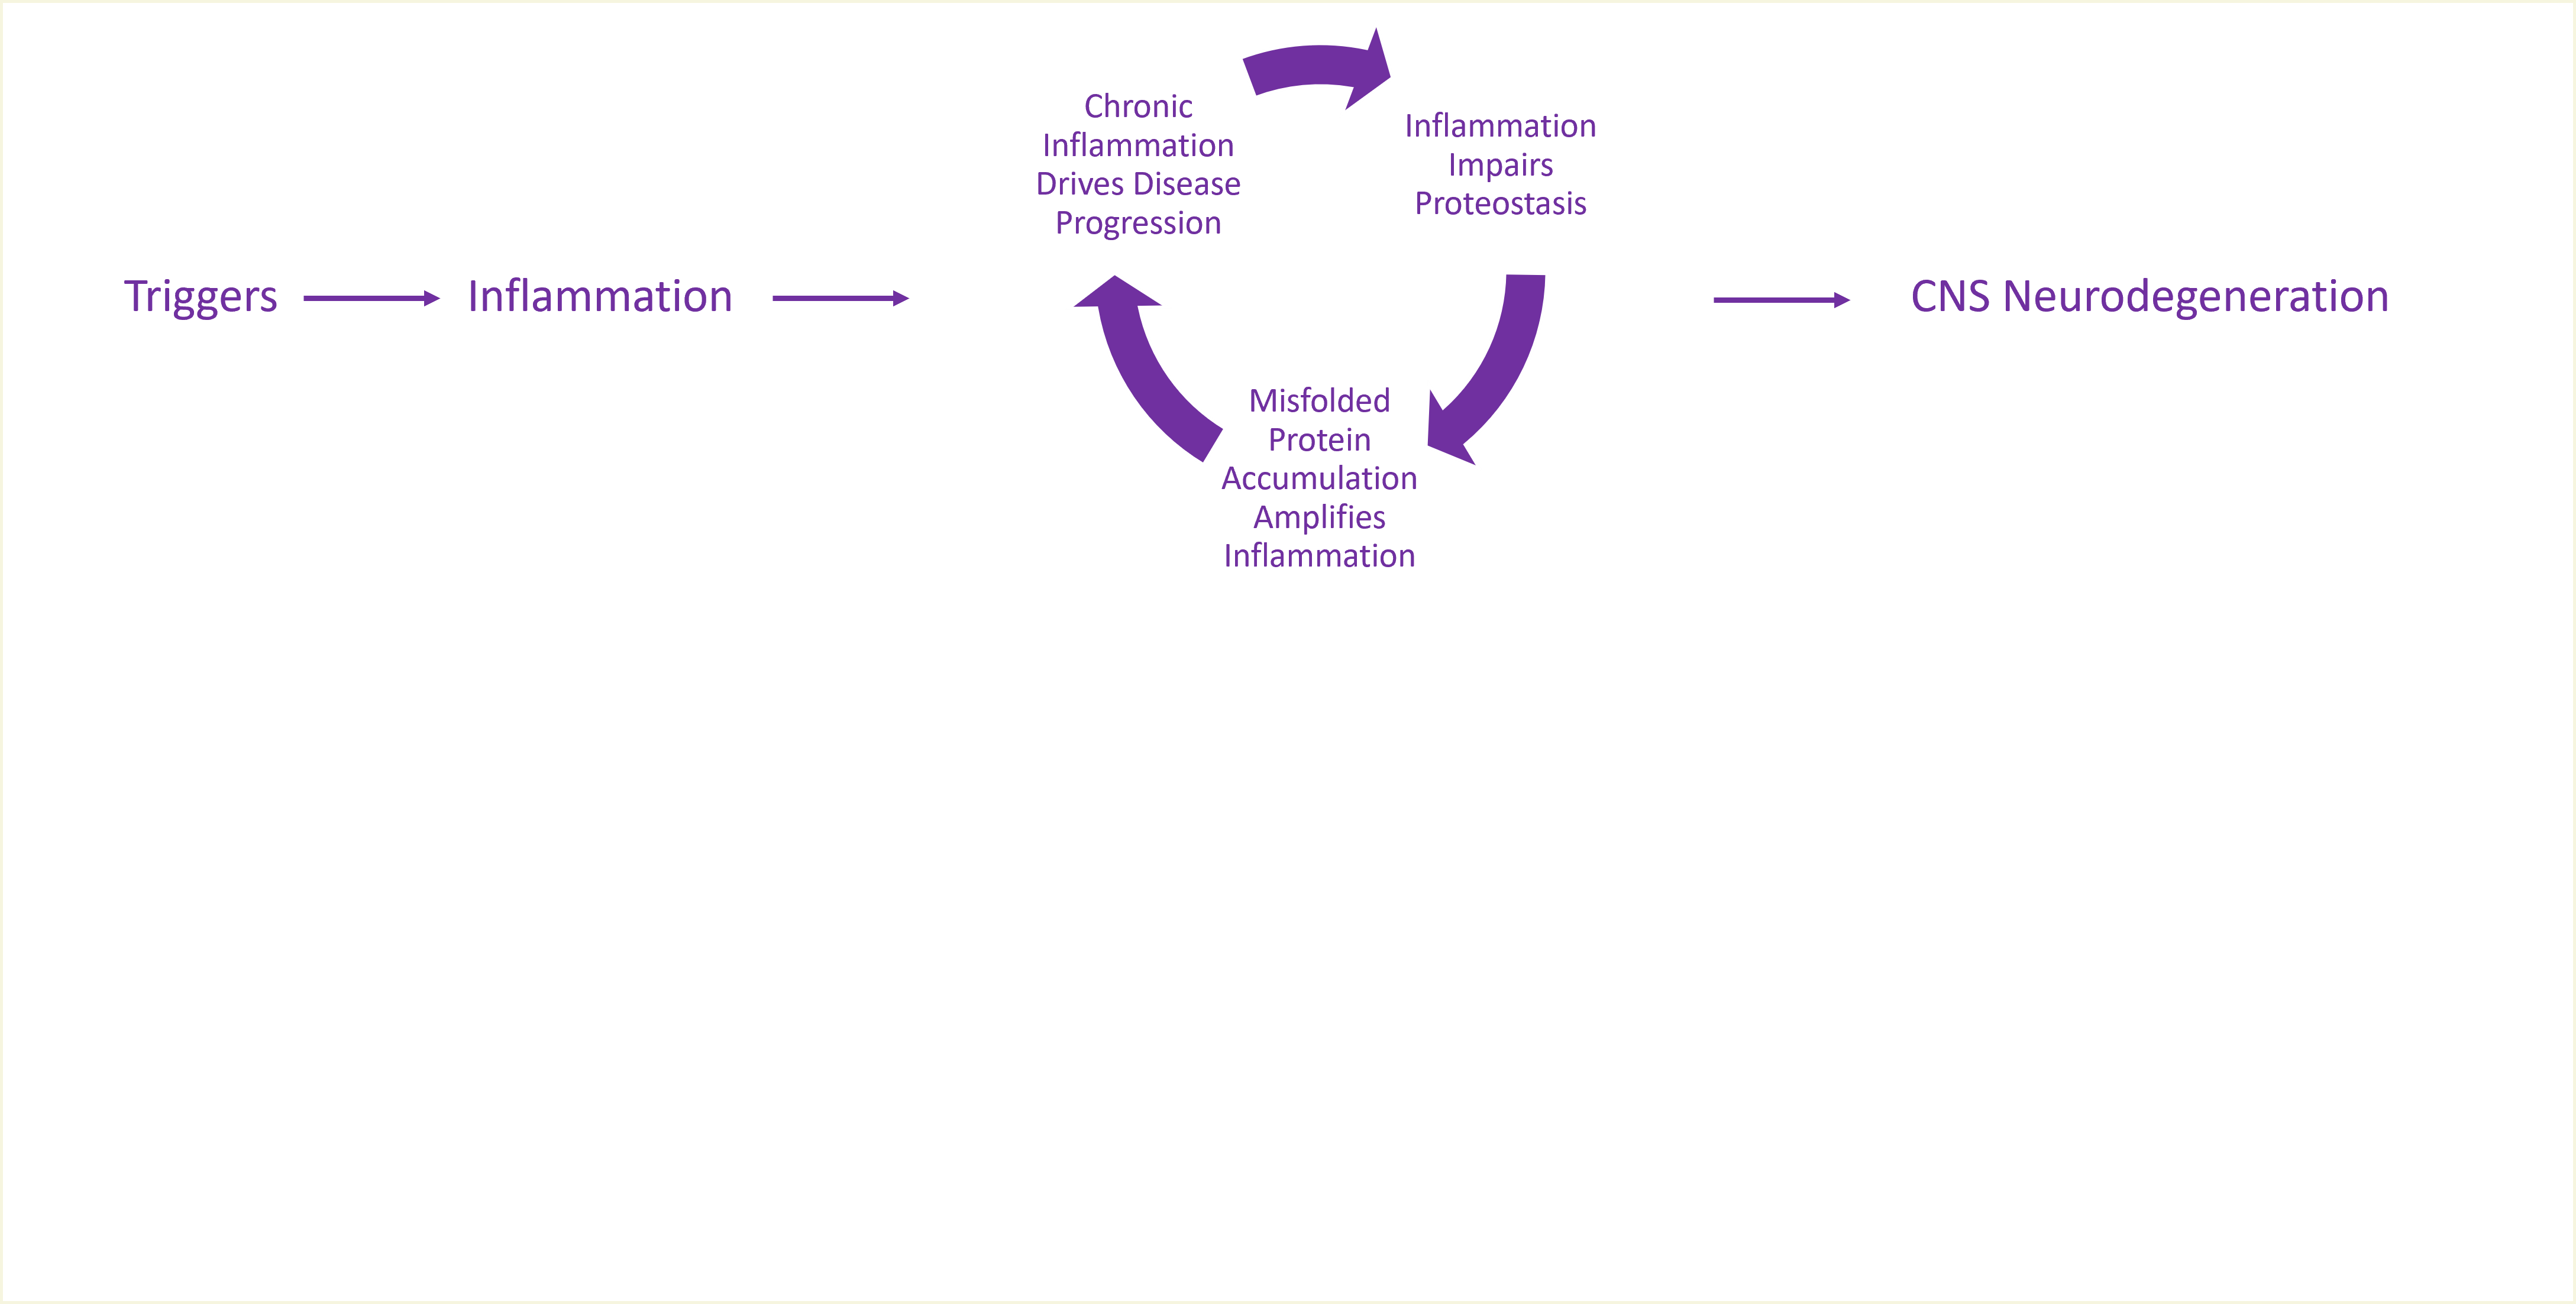 Triggers
Inflammation
Chronic
Inflammation
Drives Disease
Progression
Inflammation
Impairs
Proteostasis
Misfolded
Protein
Accumulation
Amplifies
Inflammation
CNS Neurodegeneration